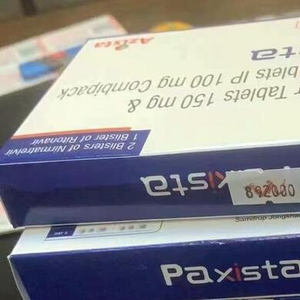 Azista
sta
r Tablets 150 mg &
blets IP 100 mg Combipack
2 Blisters of Nirmatrelvir
1 Blister of Ritonavir
Paxista
892000
Paxista